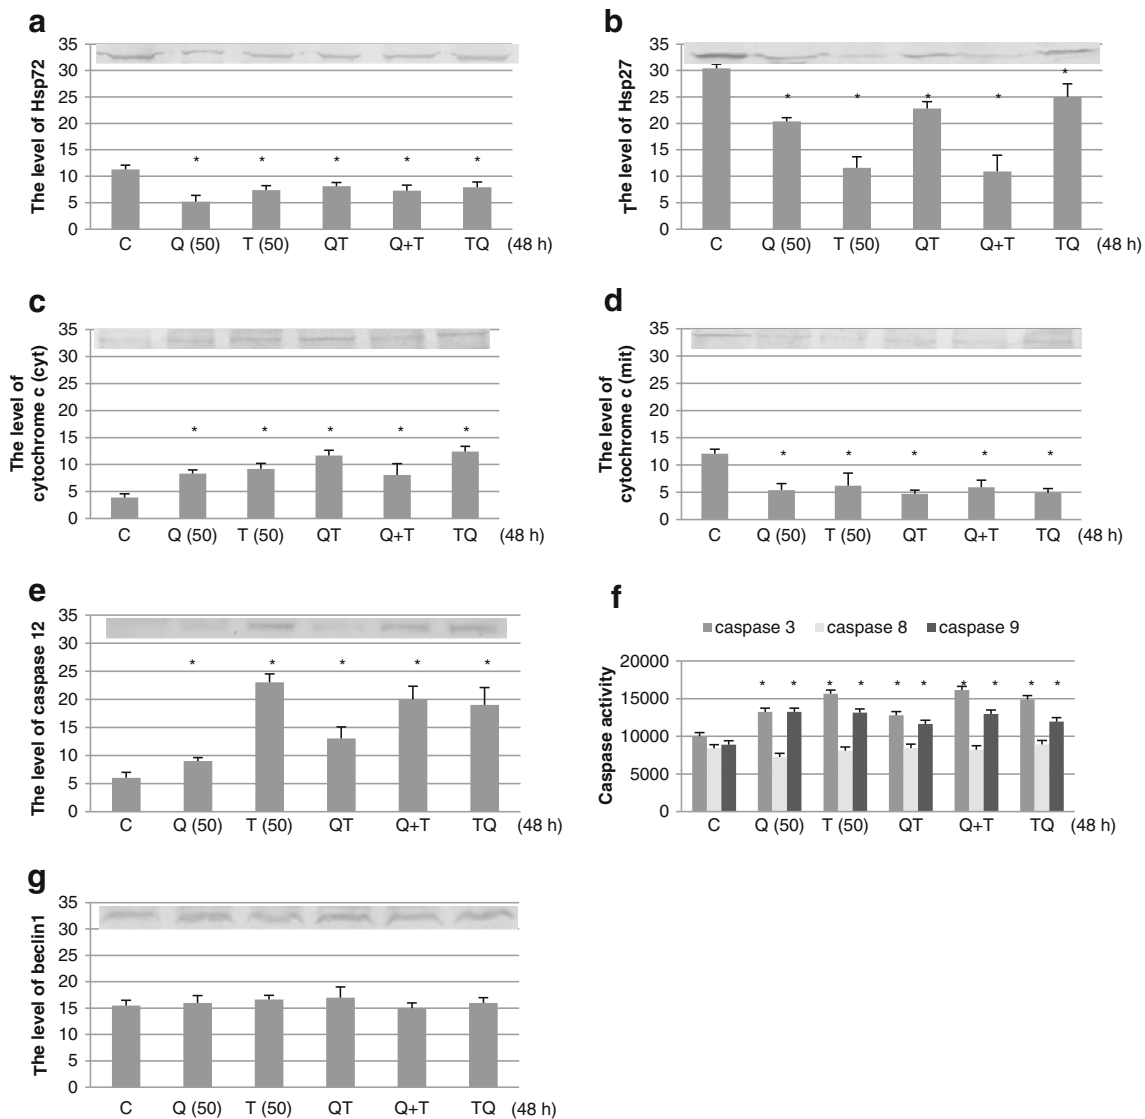 a
The level of Hsp72
35
30
25
20
15
10
5
0
* * * * *
C Q (50) T (50) QT Q+T TQ (48 h)
b
The level of Hsp27
35
30
25
20
15
10
5
0
* * * * *
C Q (50) T (50) QT Q+T TQ (48 h)
c
The level of
cytochrome c (cyt)
35
30
25
20
15
10
5
0
* * * * *
C Q (50) T (50) QT Q+T TQ (48 h)
d
The level of
cytochrome c (mit)
35
30
25
20
15
10
5
0
* * * * *
C Q (50) T (50) QT Q+T TQ (48 h)
e
The level of caspase 12
35
30
25
20
15
10
5
0
* * * * *
C Q (50) T (50) QT Q+T TQ (48 h)
f
caspase 3 caspase 8 caspase 9
Caspase activity
20000
15000
10000
5000
0
* * * * * * * * * *
C Q (50) T (50) QT Q+T TQ (48 h)
g
The level of beclin1
35
30
25
20
15
10
5
0
C Q (50) T (50) QT Q+T TQ (48 h)